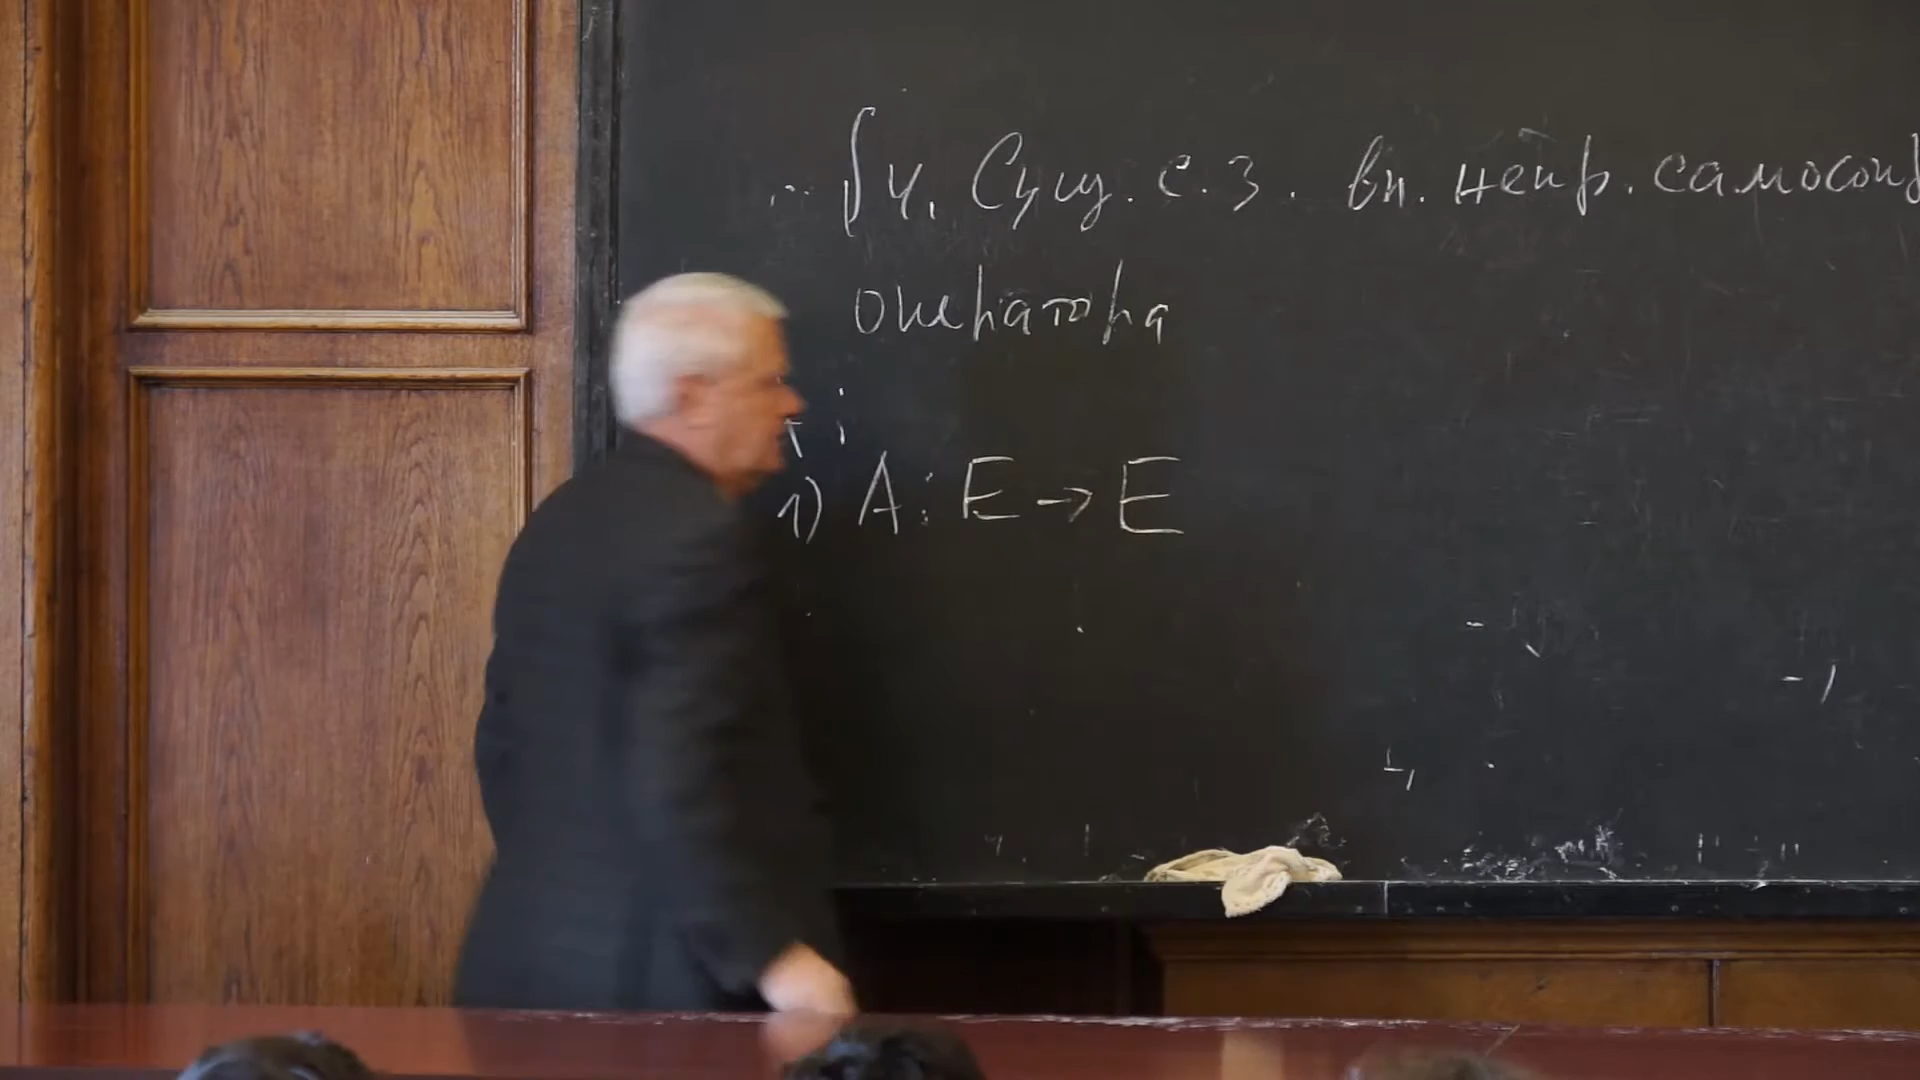 §4. Сущ. с.з. вп. непр. самосопр
оператора
1) A: E → E